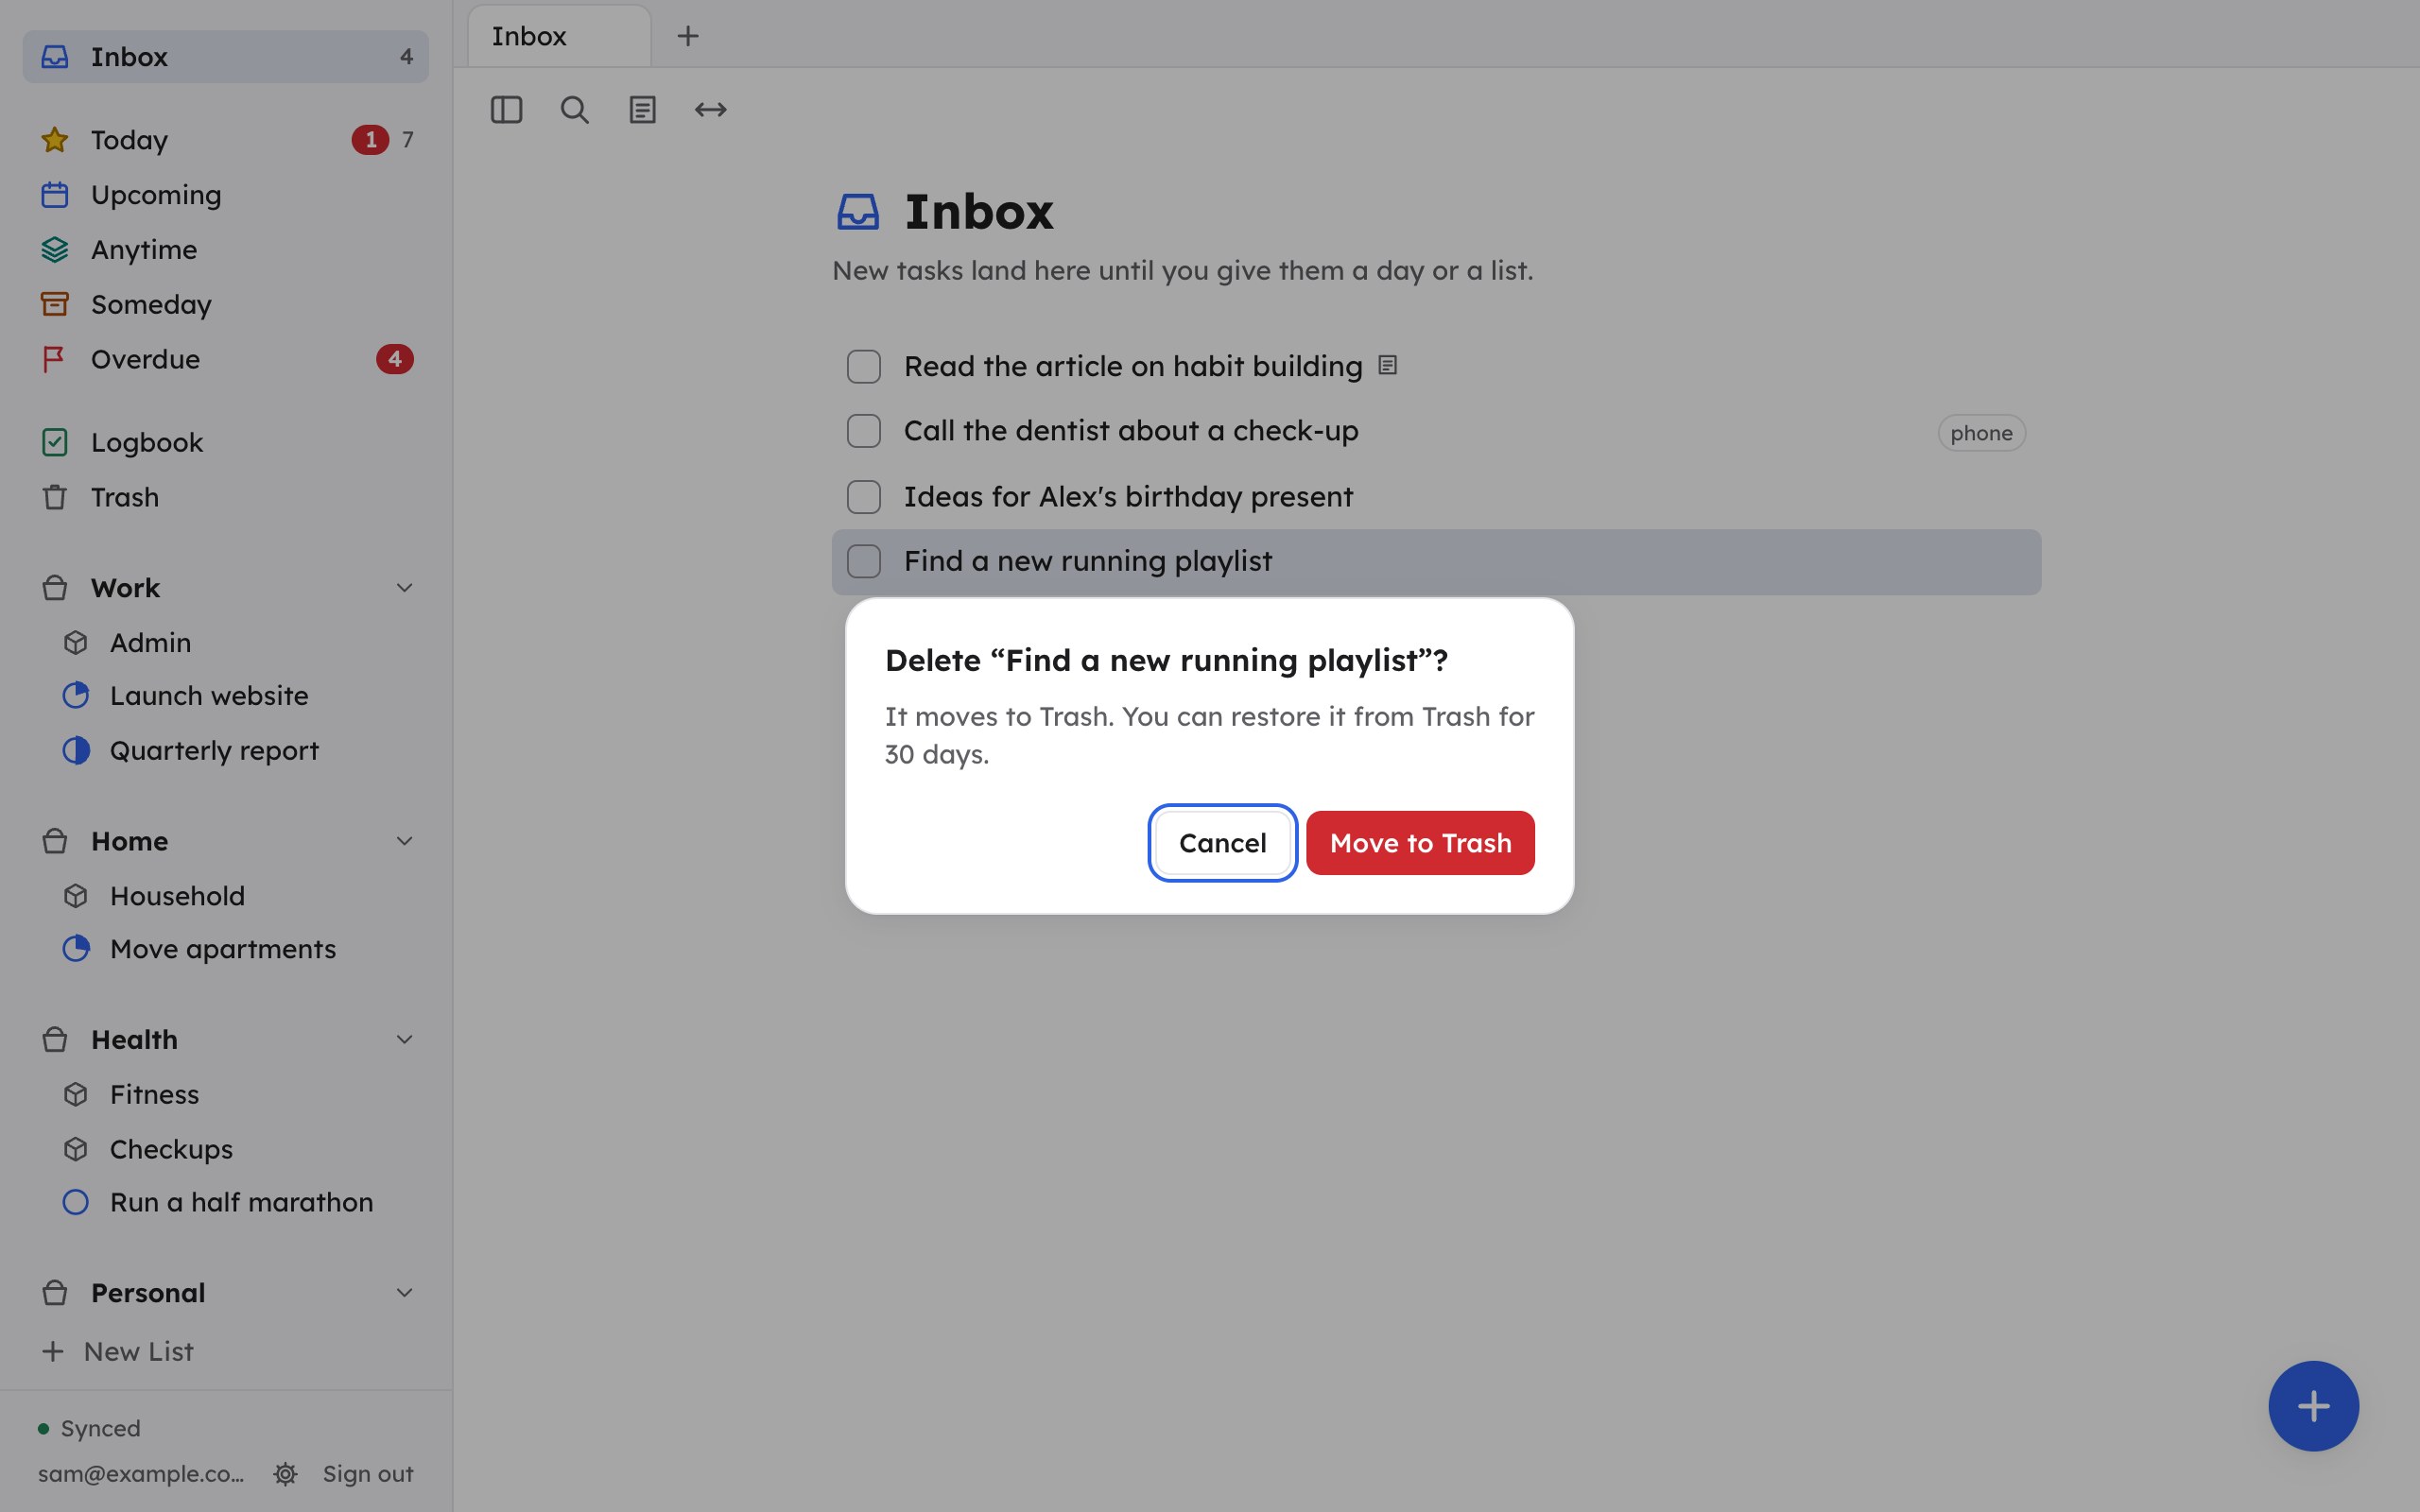 Inbox 4
Today 1 7
Upcoming
Anytime
Someday
Overdue 4
Logbook
Trash
Work
Admin
Launch website
Quarterly report
Home
Household
Move apartments
Health
Fitness
Checkups
Run a half marathon
Personal
New List
Synced
sam@example.co… Sign out
Inbox
Inbox
New tasks land here until you give them a day or a list.
Read the article on habit building
Call the dentist about a check-up phone
Ideas for Alex's birthday present
Find a new running playlist
Delete “Find a new running playlist”?
It moves to Trash. You can restore it from Trash for
30 days.
Cancel Move to Trash